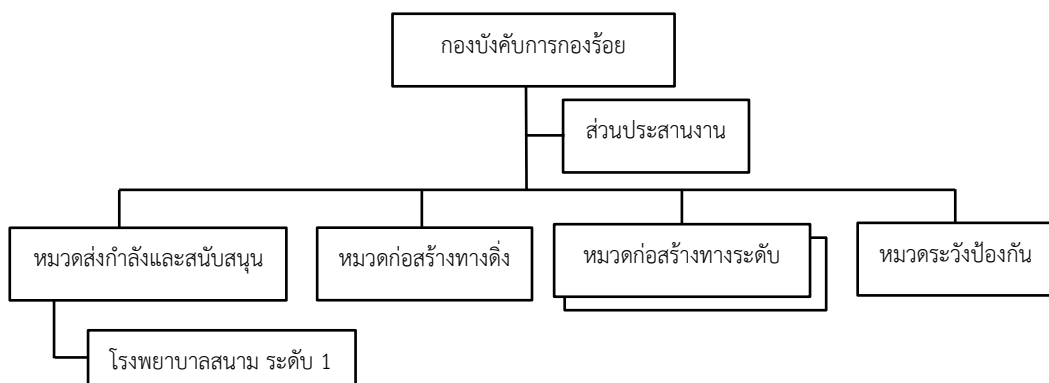 กองบังคับการกองร้อย
ส่วนประสานงาน
หมวดส่งกำลังและสนับสนุน
หมวดก่อสร้างทางดิ่ง
หมวดก่อสร้างทางระดับ
หมวดระวังป้องกัน
โรงพยาบาลสนาม ระดับ 1